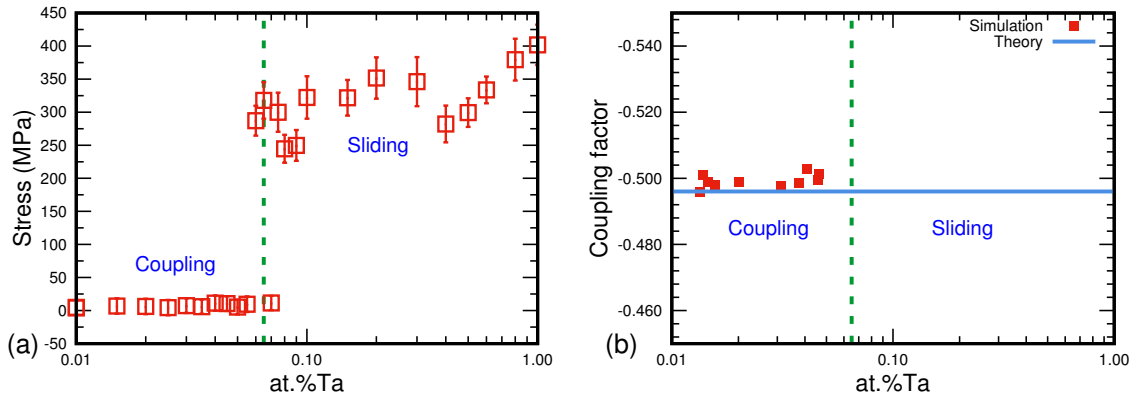 450
400
350
300
250
200
150
100
50
0
-50
Stress (MPa)
Sliding
Coupling
0.01
0.10
1.00
at.%Ta
(a)
-0.540
-0.520
-0.500
-0.480
-0.460
Coupling factor
Simulation
Theory
Coupling
Sliding
0.01
0.10
1.00
at.%Ta
(b)